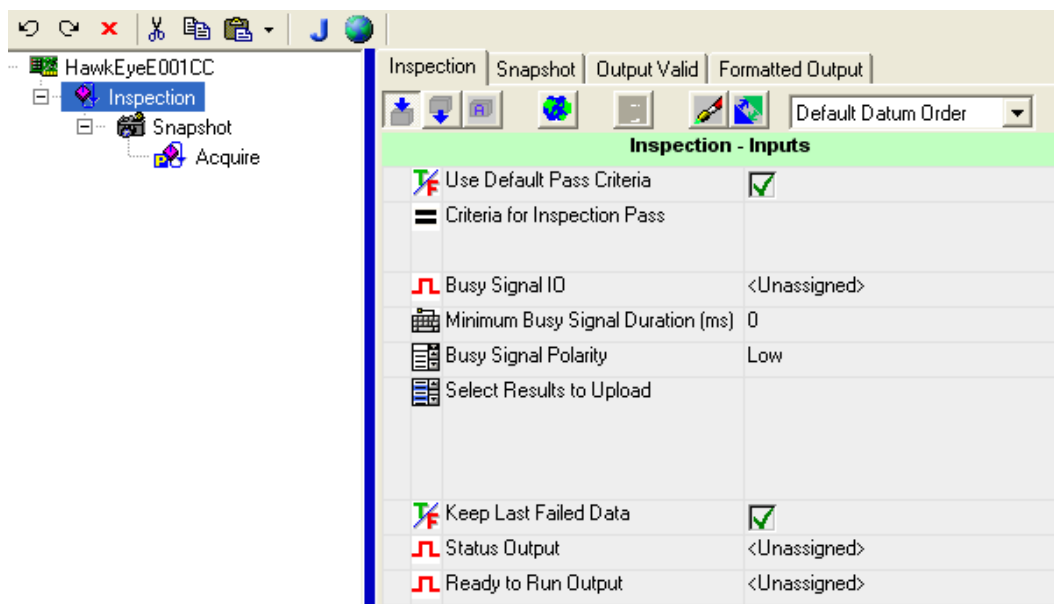 HawkEyeE001CC
Inspection
Snapshot
Acquire
Inspection Snapshot Output Valid Formatted Output
Default Datum Order
Inspection - Inputs
Use Default Pass Criteria
Criteria for Inspection Pass
Busy Signal IO <Unassigned>
Minimum Busy Signal Duration (ms) 0
Busy Signal Polarity Low
Select Results to Upload
Keep Last Failed Data
Status Output <Unassigned>
Ready to Run Output <Unassigned>